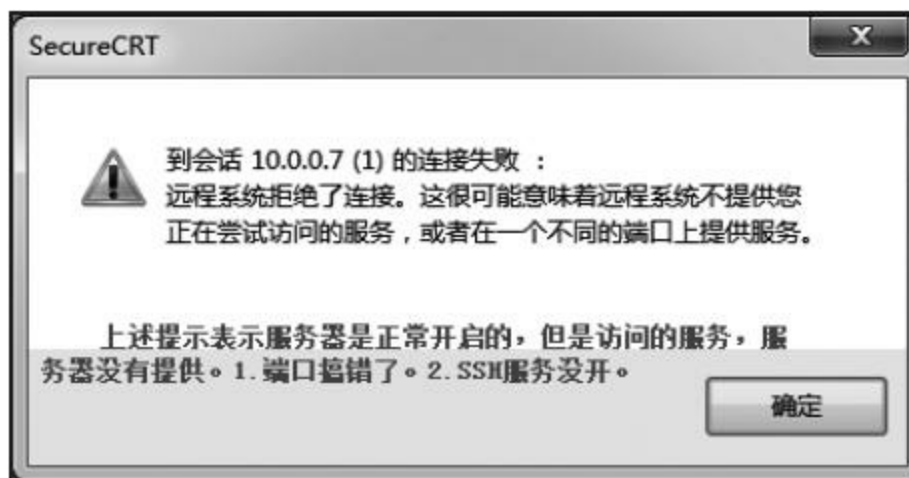 SecureCRT
到会话 10.0.0.7 (1) 的连接失败 ：
远程系统拒绝了连接。这很可能意味着远程系统不提供您
正在尝试访问的服务，或者在一个不同的端口上提供服务。
上述提示表示服务器是正常开启的，但是访问的服务，服
务器没有提供。1.端口搞错了。2.SSH服务没开。
确定